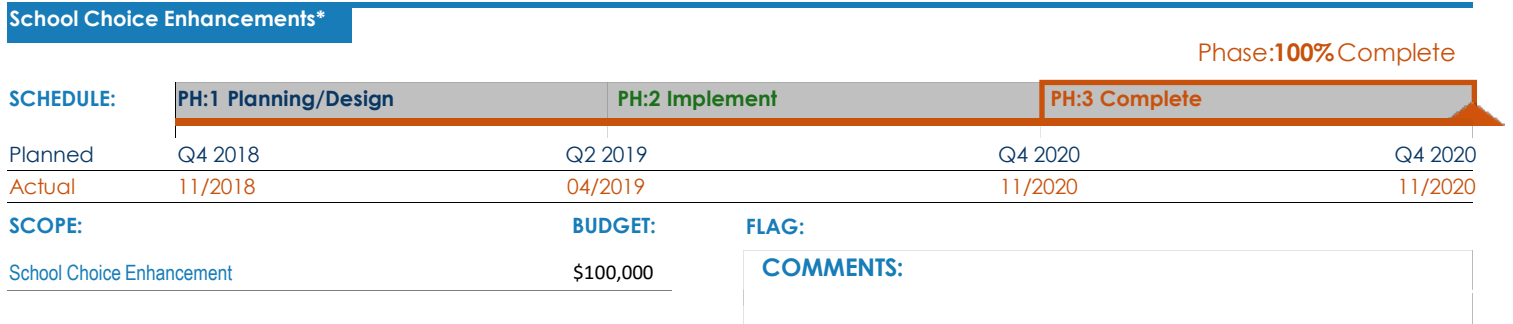 School Choice Enhancements*
Phase:100%Complete
SCHEDULE: PH:1 Planning/Design PH:2 Implement PH:3 Complete
Planned Q4 2018 Q2 2019 Q4 2020 Q4 2020
Actual 11/2018 04/2019 11/2020 11/2020
SCOPE: BUDGET: FLAG:
School Choice Enhancement $100,000 COMMENTS: